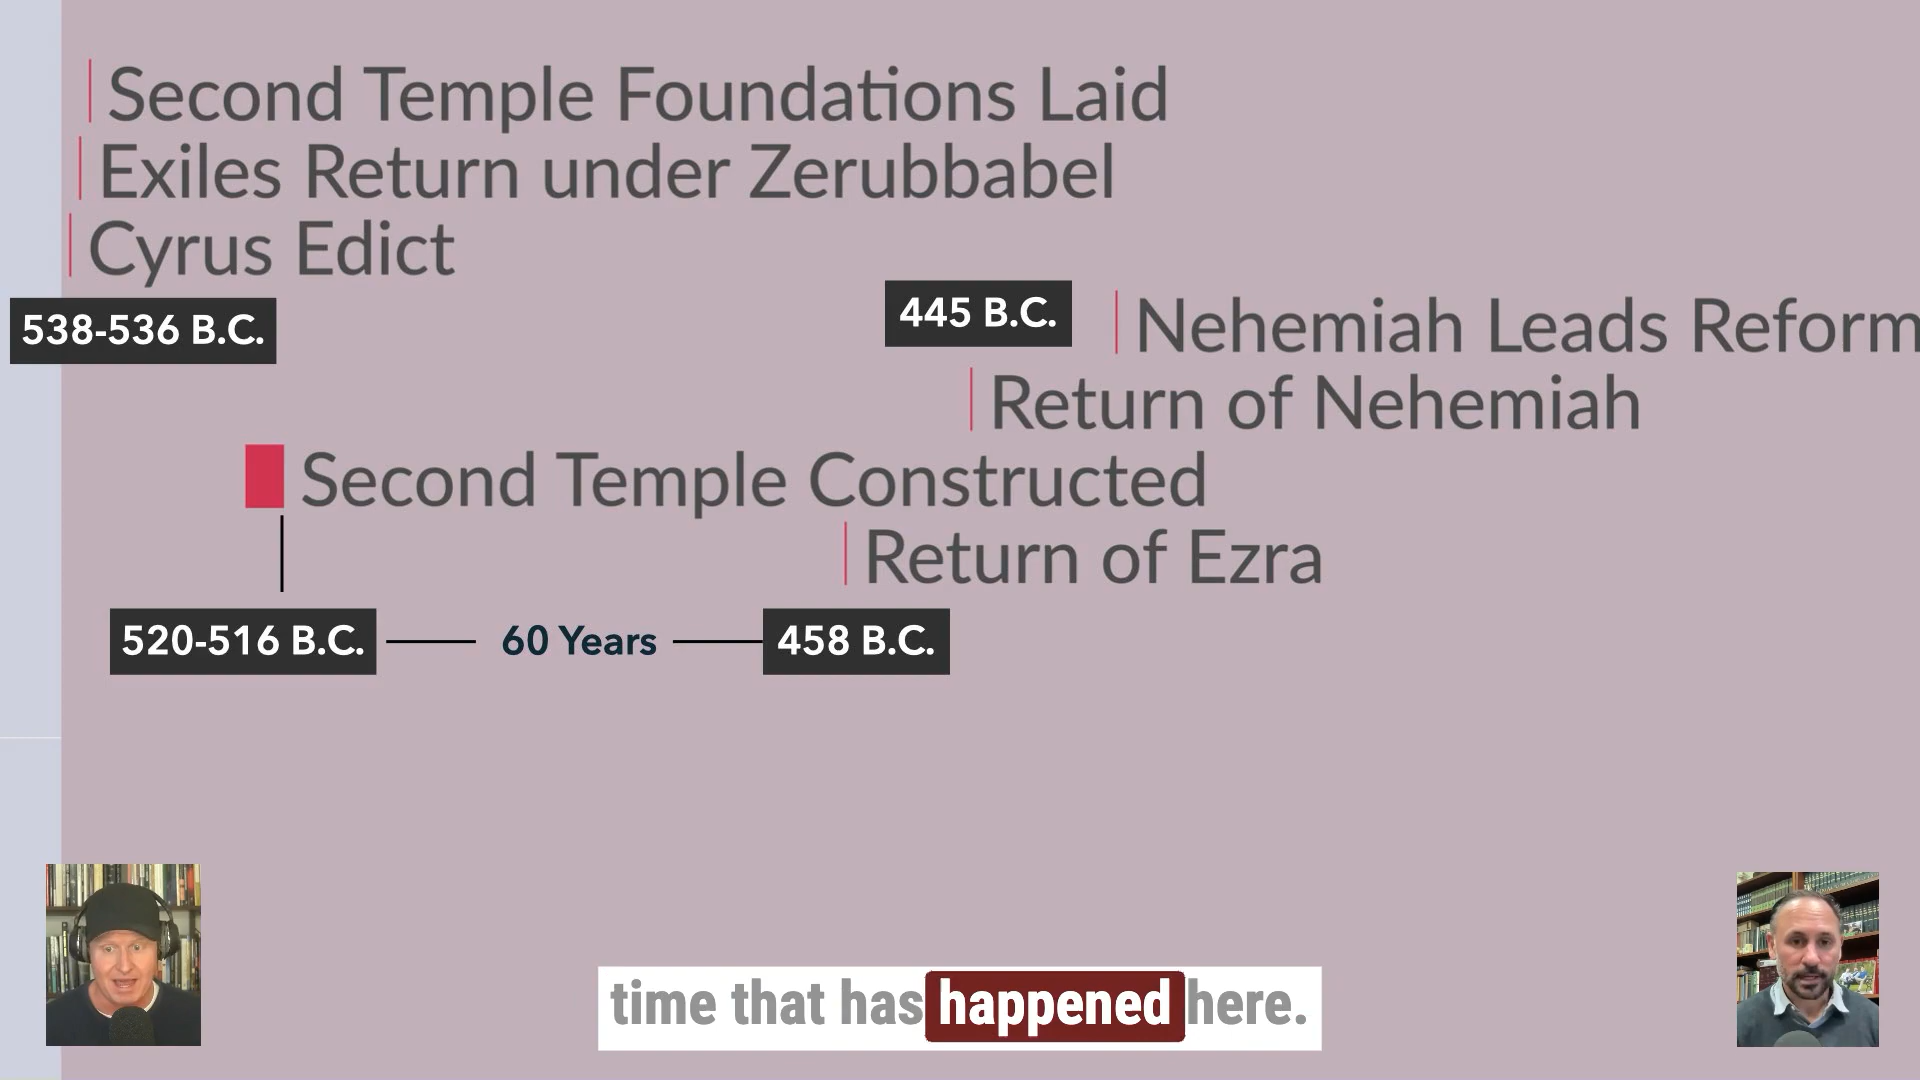 Second Temple Foundations Laid
Exiles Return under Zerubbabel
Cyrus Edict
538-536 B.C.
445 B.C.
Nehemiah Leads Reform
Return of Nehemiah
Second Temple Constructed
Return of Ezra
520-516 B.C.
60 Years
458 B.C.
time that has happened here.